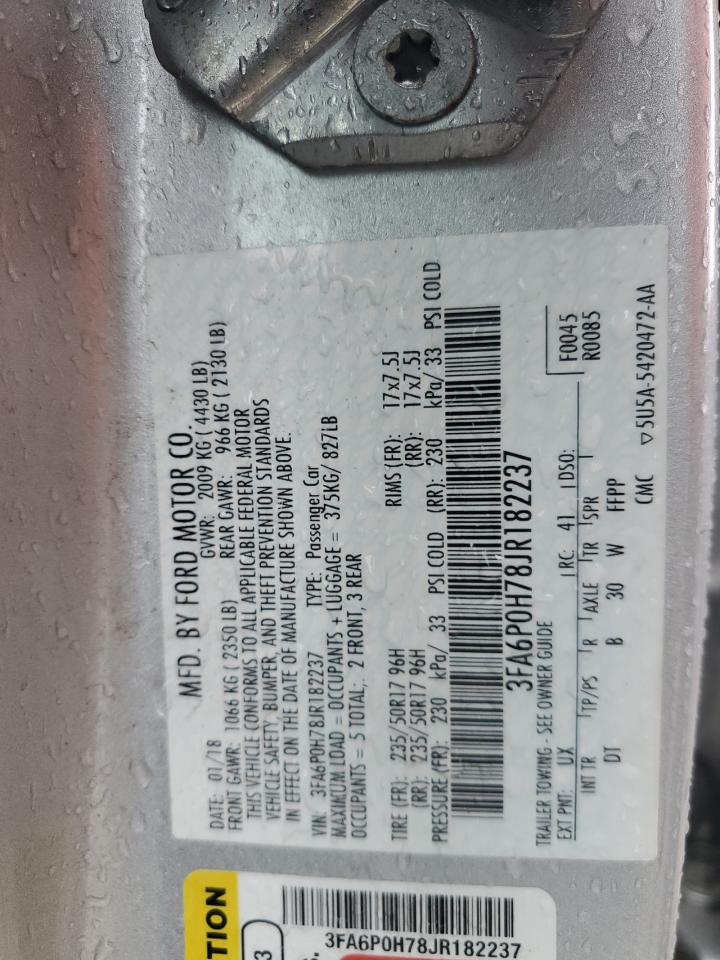 MFD. BY FORD MOTOR CO.
DATE: 01/18 GVWR: 2009 KG ( 4430 LB)
FRONT GAWR: 1066 KG ( 2350 LB) REAR GAWR: 966 KG ( 2130 LB)
THIS VEHICLE CONFORMS TO ALL APPLICABLE FEDERAL MOTOR
VEHICLE SAFETY, BUMPER, AND THEFT PREVENTION STANDARDS
IN EFFECT ON THE DATE OF MANUFACTURE SHOWN ABOVE.
VIN: 3FA6P0H78JR182237 TYPE: Passenger Car
MAXIMUM LOAD = OCCUPANTS + LUGGAGE = 375KG/ 827LB
OCCUPANTS = 5 TOTAL; 2 FRONT, 3 REAR
TIRE (FR): 235/50R17 96H RIMS (FR): 17x7.5J
(RR): 235/50R17 96H (RR): 17x7.5J
PRESSURE (FR): 230 kPa/ 33 PSI COLD (RR): 230 kPa/ 33 PSI COLD
3FA6P0H78JR182237
TRAILER TOWING - SEE OWNER GUIDE
EXT PNT: UX RC: 41 DSO: F0045
INT TR TP/PS R AXLE TR SPR R0085
DT B 30 W FFPP
CMC ▽5U5A-5420472-AA
TION
3
S.
3FA6P0H78JR182237